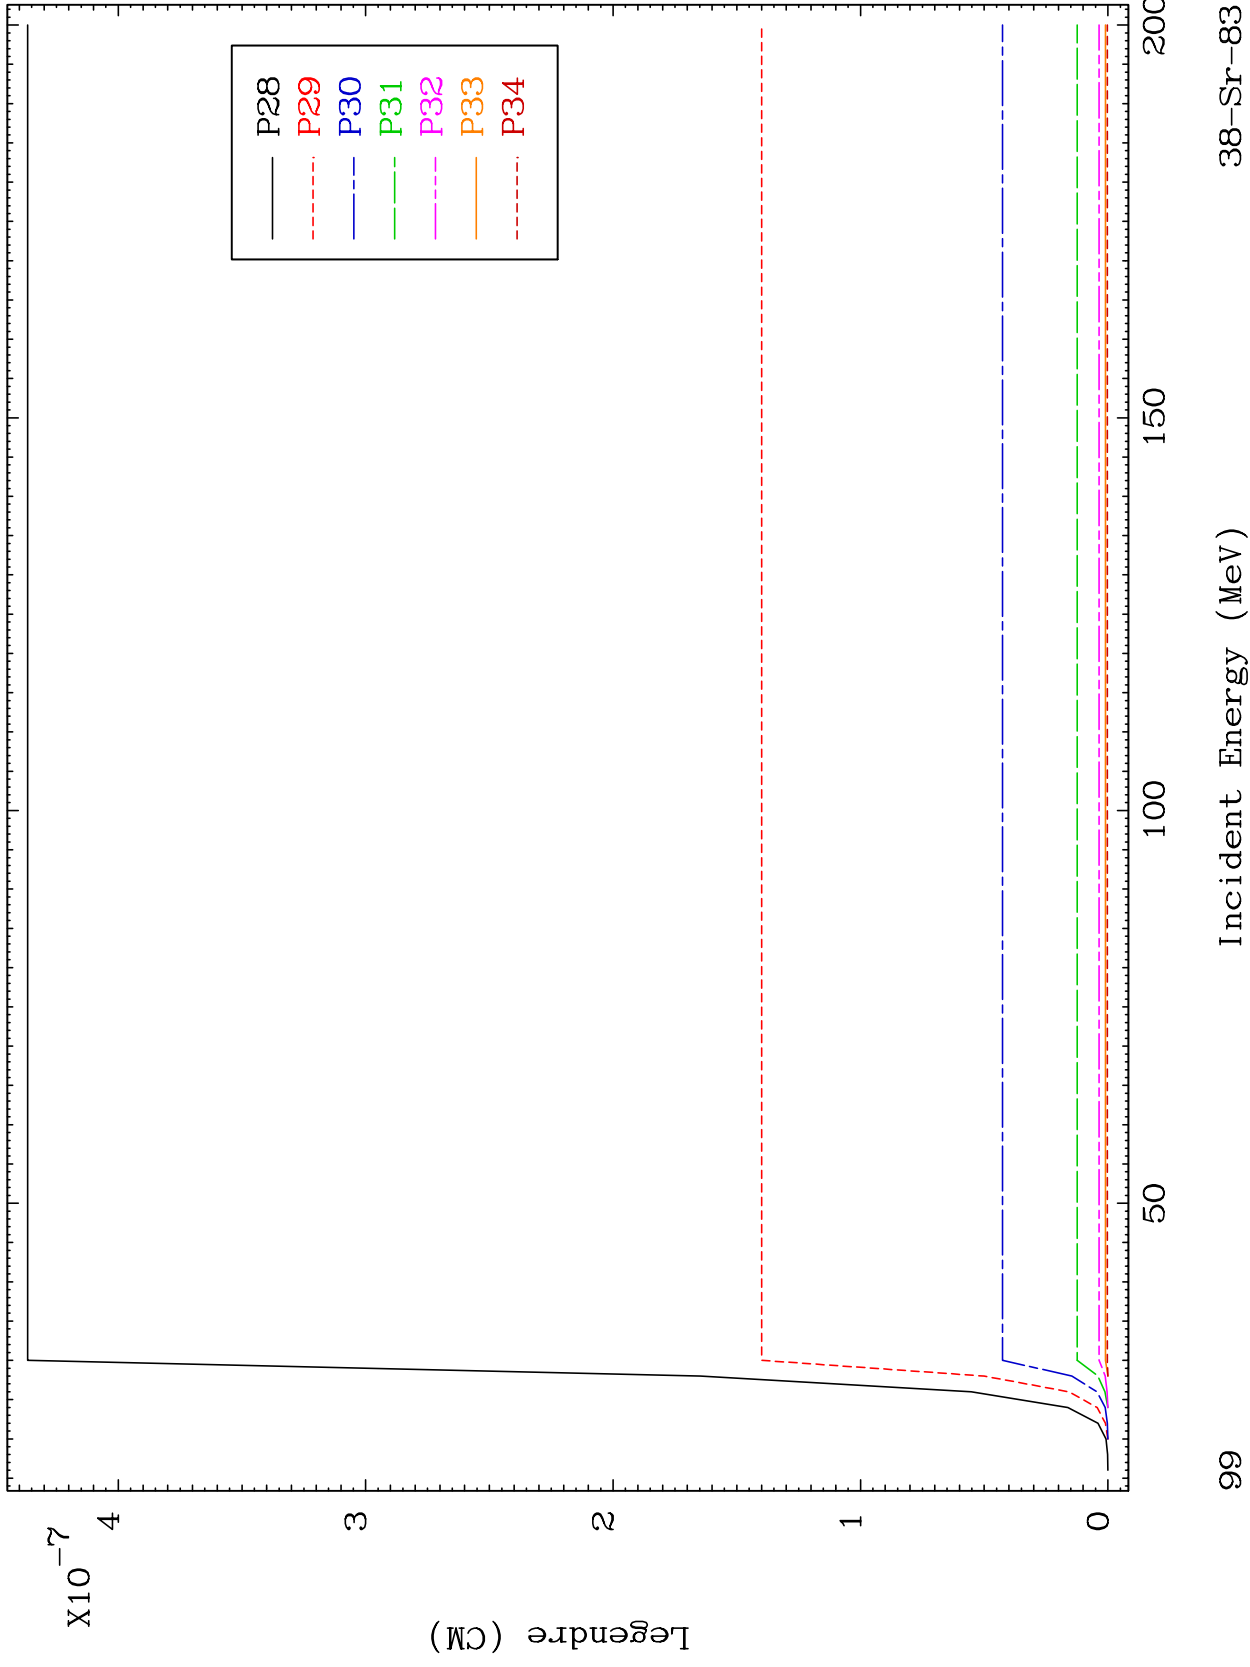 X10-7
4
3
2
1
0
Legendre (CM)
P28
P29
P30
P31
P32
P33
P34
50
100
150
200
Incident Energy (MeV)
99
38-Sr-83